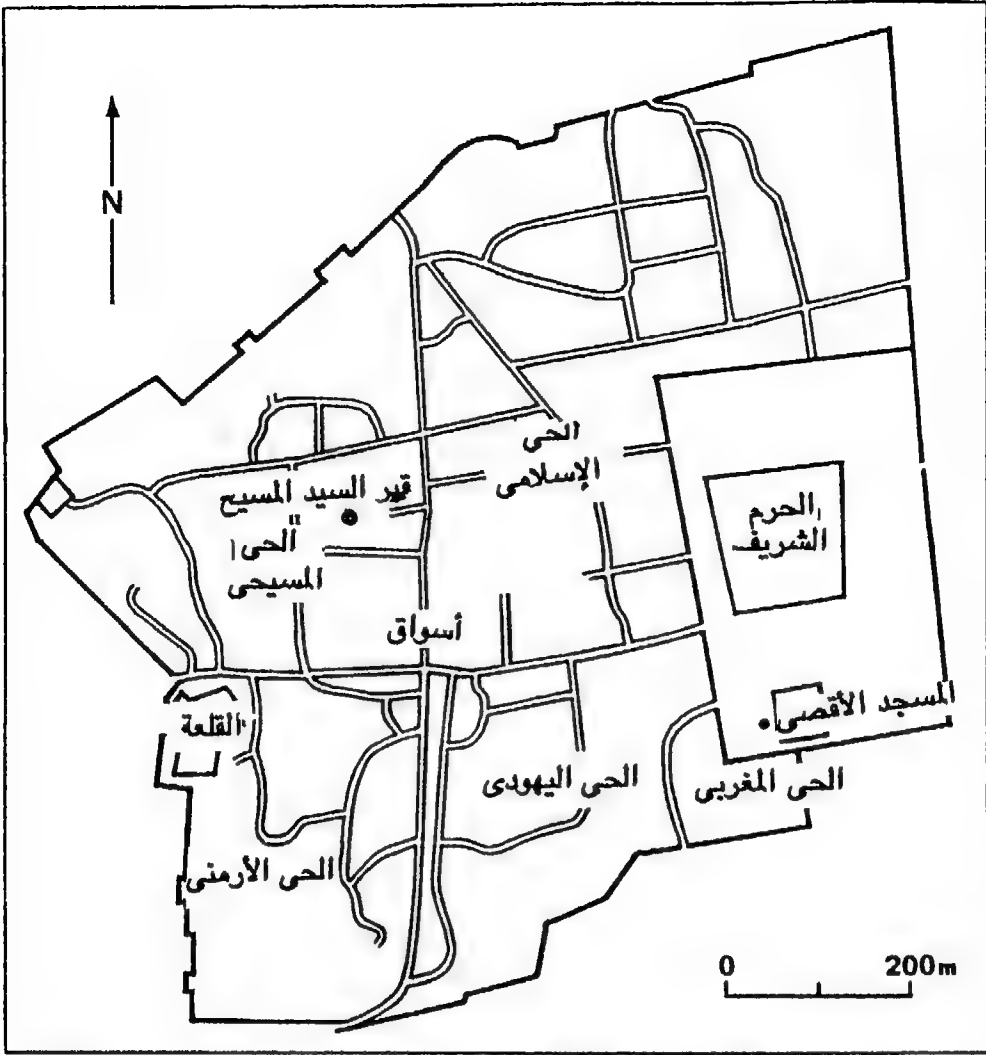 N
الحى
الإسلامى
قبر السيد المسيح
الحى
المسيحى
الحرم
الشريف
أسواق
القلعة
المسجد الأقصى
الحى اليهودى
الحى المغربى
الحى الأرمنى
0 200m